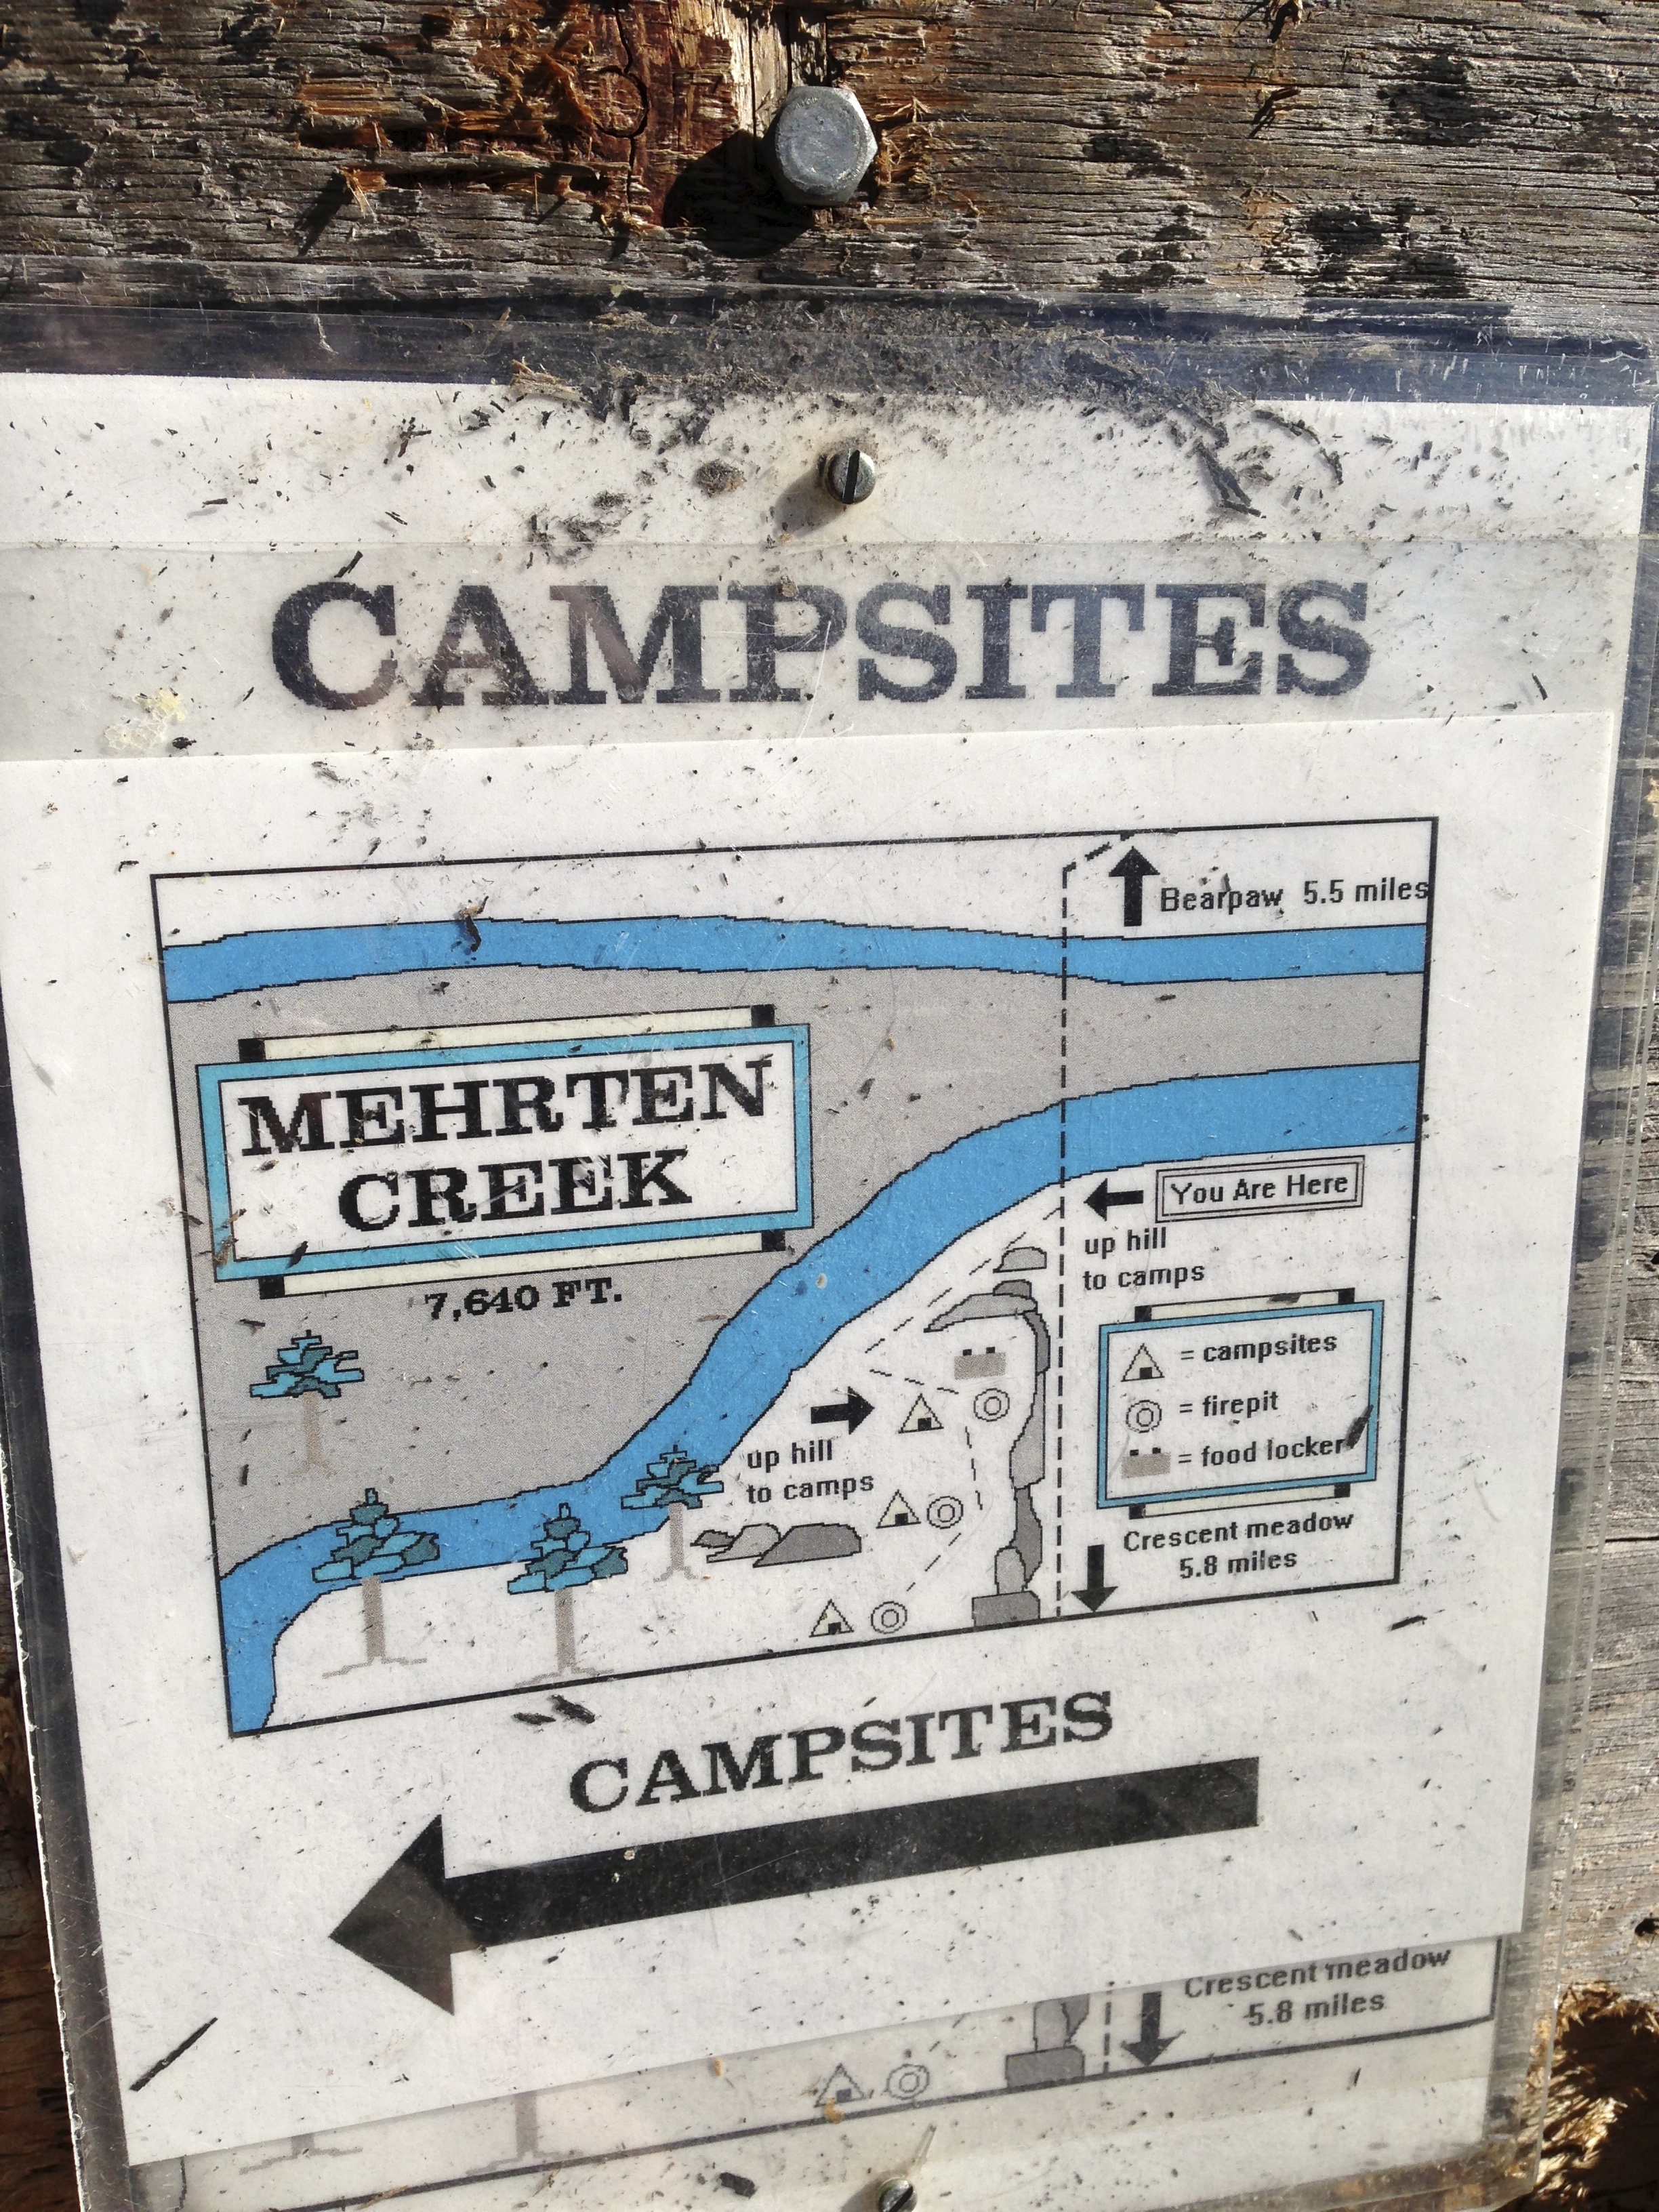 CAMPSITES
Bearpaw 5.5 miles
MEHRTEN
CREEK
7,640 FT.
You Are Here
up hill
to camps
= campsites
= firepit
= food locker
up hill
to camps
Crescent meadow
5.8 miles
CAMPSITES
Crescent meadow
5.8 miles